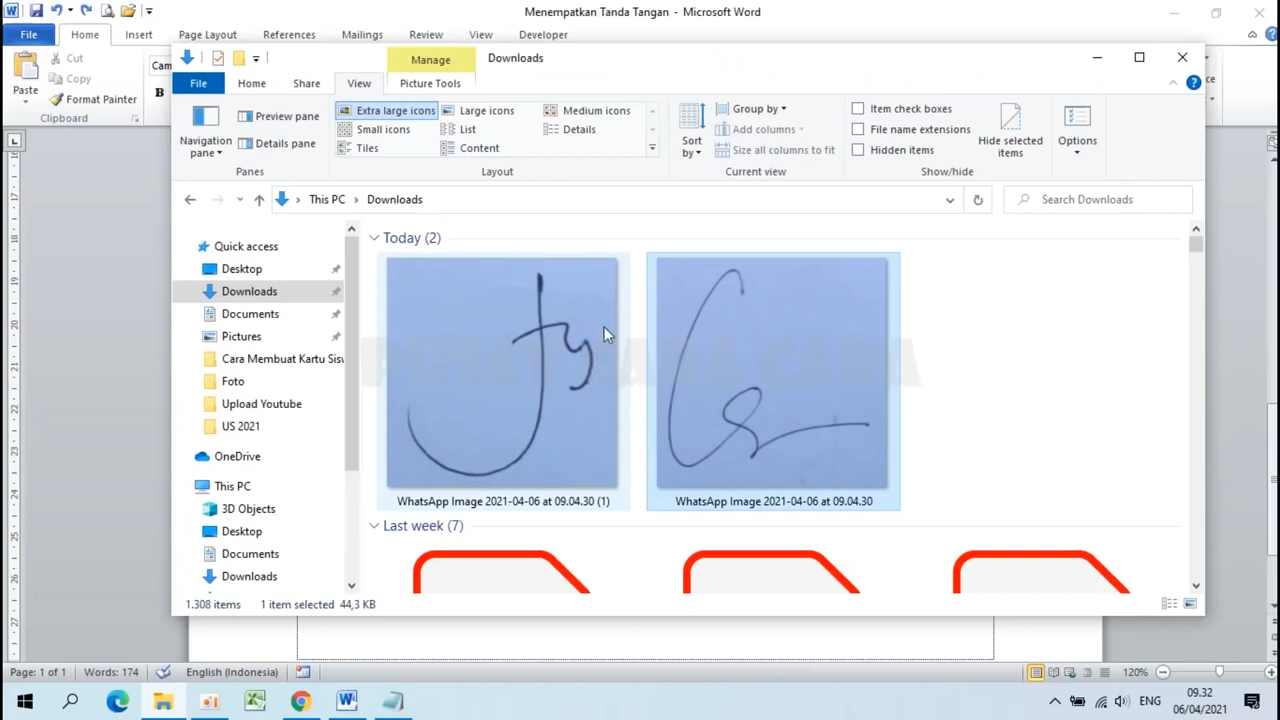 Menempatkan Tanda Tangan - Microsoft Word
File Home Insert Page Layout References Mailings Review View Developer
Cut
Copy
Format Painter
Paste
Clipboard
Cam
B
Manage
Downloads
File Home Share View Picture Tools
Navigation pane
Preview pane
Details pane
Panes
Extra large icons Large icons Medium icons
Small icons List Details
Tiles Content
Layout
Sort by
Group by
Add columns
Size all columns to fit
Current view
Item check boxes
File name extensions
Hidden items
Hide selected items
Show/hide
Options
This PC Downloads
Search Downloads
Quick access
Desktop
Downloads
Documents
Pictures
Cara Membuat Kartu Sisw
Foto
Upload Youtube
US 2021
OneDrive
This PC
3D Objects
Desktop
Documents
Downloads
Today (2)
WhatsApp Image 2021-04-06 at 09.04.30 (1)
WhatsApp Image 2021-04-06 at 09.04.30
Last week (7)
1.308 items 1 item selected 44,3 KB
Page: 1 of 1 Words: 174 English (Indonesia) 120%
ENG
09.32
06/04/2021